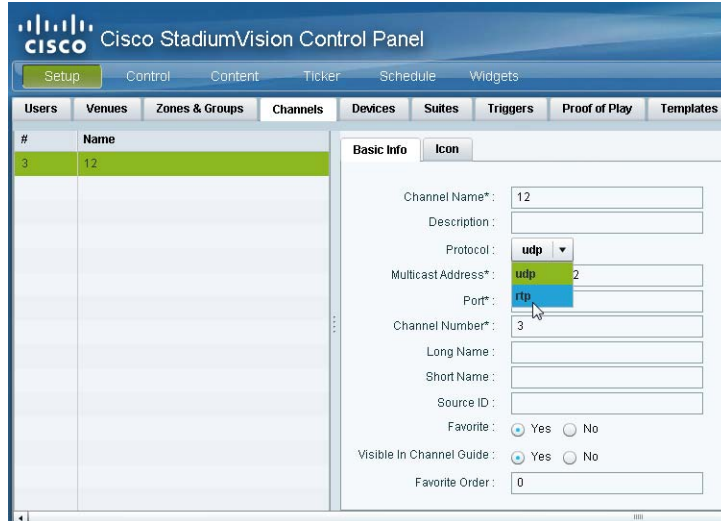 CISCO Cisco StadiumVision Control Panel
Setup Control Content Ticker Schedule Widgets
Users Venues Zones & Groups Channels Devices Suites Triggers Proof of Play Templates
# Name
3 12
Basic Info Icon
Channel Name* : 12
Description :
Protocol : udp
udp
rtp
Multicast Address* : 2
Port* :
Channel Number* : 3
Long Name :
Short Name :
Source ID :
Favorite : Yes No
Visible In Channel Guide : Yes No
Favorite Order : 0